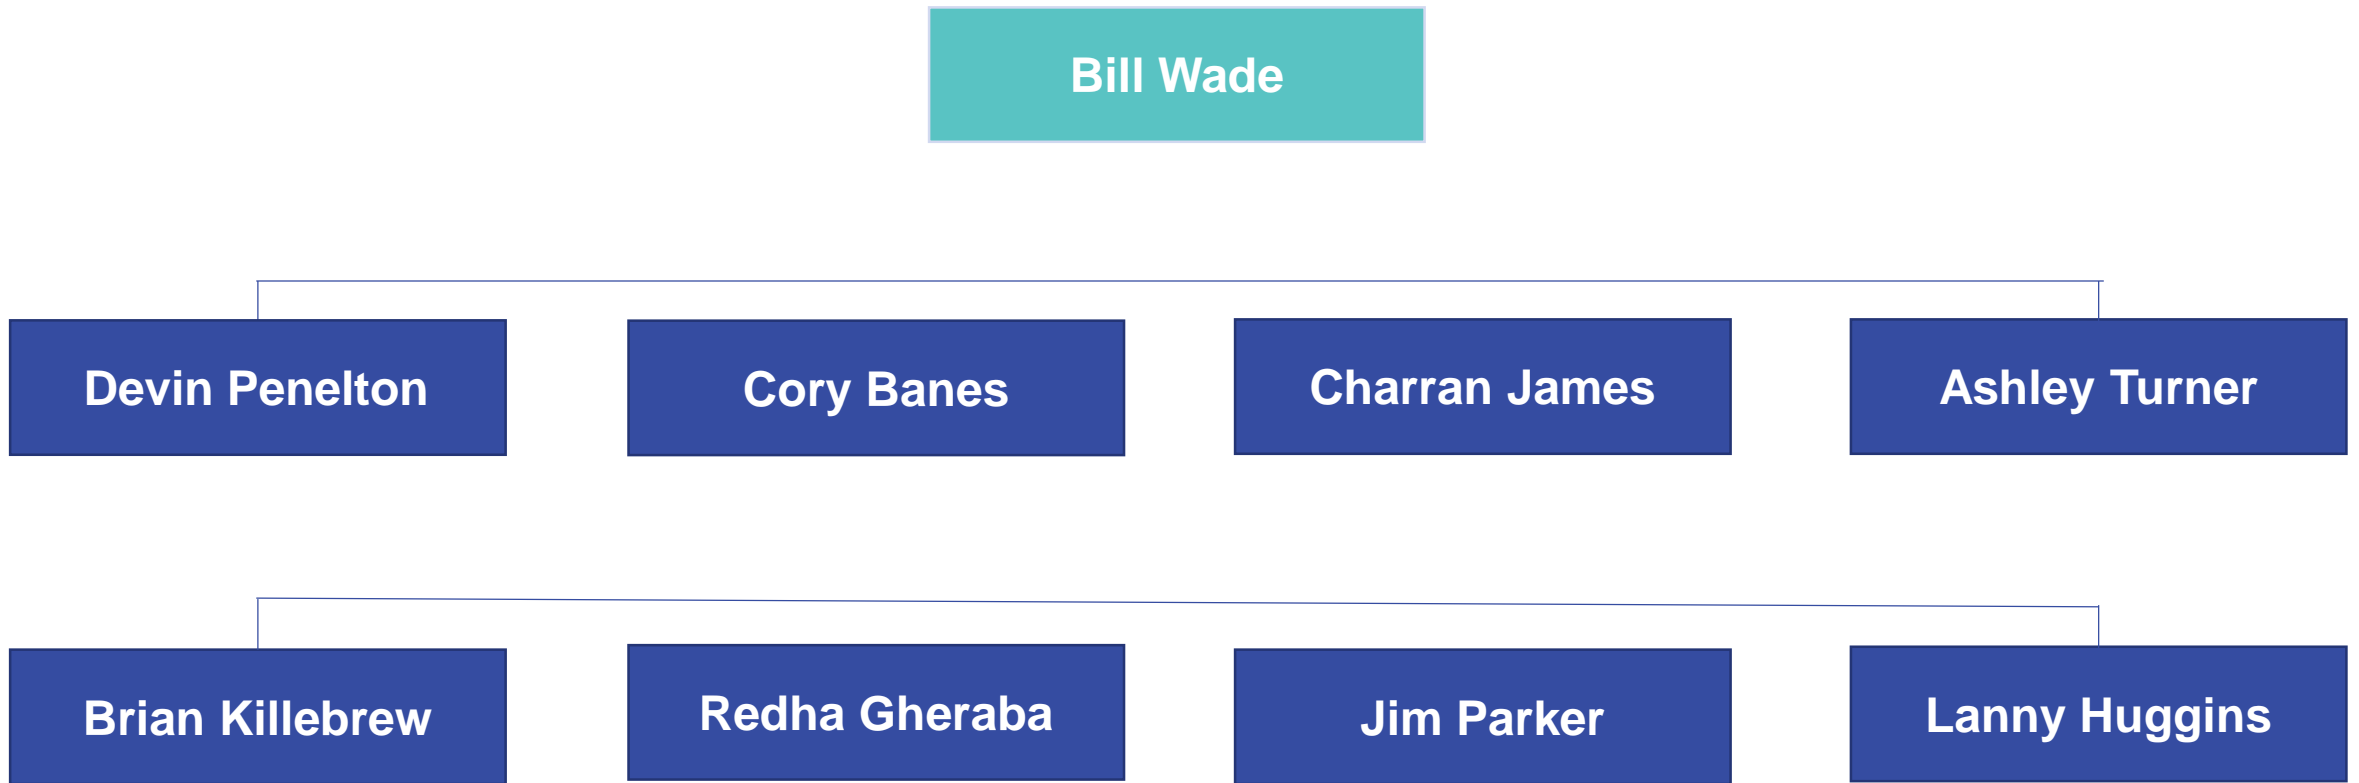 Bill Wade
Devin Penelton
Cory Banes
Charran James
Ashley Turner
Brian Killebrew
Redha Gheraba
Jim Parker
Lanny Huggins